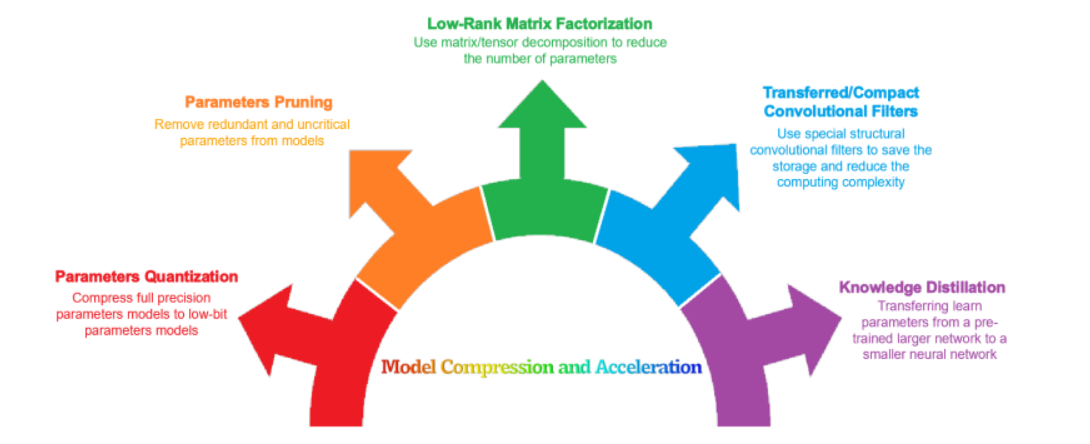 Low-Rank Matrix Factorization
Use matrix/tensor decomposition to reduce
the number of parameters
Parameters Pruning
Remove redundant and uncritical
parameters from models
Transferred/Compact
Convolutional Filters
Use special structural
convolutional filters to save the
storage and reduce the
computing complexity
Parameters Quantization
Compress full precision
parameters models to low-bit
parameters models
Knowledge Distillation
Transferring learn
parameters from a pre-
trained larger network to a
smaller neural network
Model Compression and Acceleration